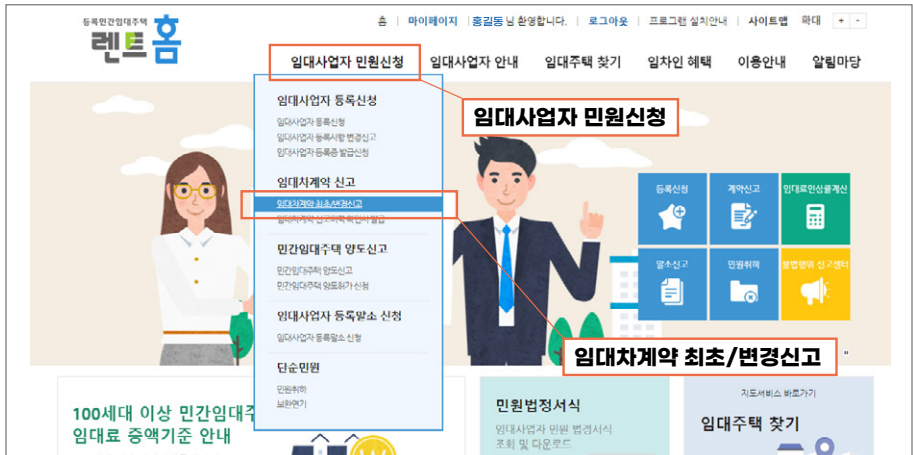 등록민간임대주택
렌트홈
홈 | 마이페이지 | 홍길동 님 환영합니다. | 로그아웃 | 프로그램 설치안내 | 사이트맵 확대 + -
임대사업자 민원신청 임대사업자 안내 임대주택 찾기 임차인 혜택 이용안내 알림마당
임대사업자 등록신청
임대사업자 등록신청
임대사업자 등록사항 변경신고
임대사업자 등록증 발급신청
임대차계약 신고
임대차계약 최초/변경신고
임대차계약 신고이력 확인서 발급
민간임대주택 양도신고
민간임대주택 양도신고
민간임대주택 양도허가 신청
임대사업자 등록말소 신청
임대사업자 등록말소 신청
단순민원
민원취하
보완연기
임대사업자 민원신청
임대차계약 최초/변경신고
등록신청 계약신고 임대료인상률계산
말소신고 민원취하 불법행위 신고센터
100세대 이상 민간임대주
임대료 증액기준 안내
민원법정서식
임대사업자 민원 법정서식
조회 및 다운로드
지도서비스 바로가기
임대주택 찾기